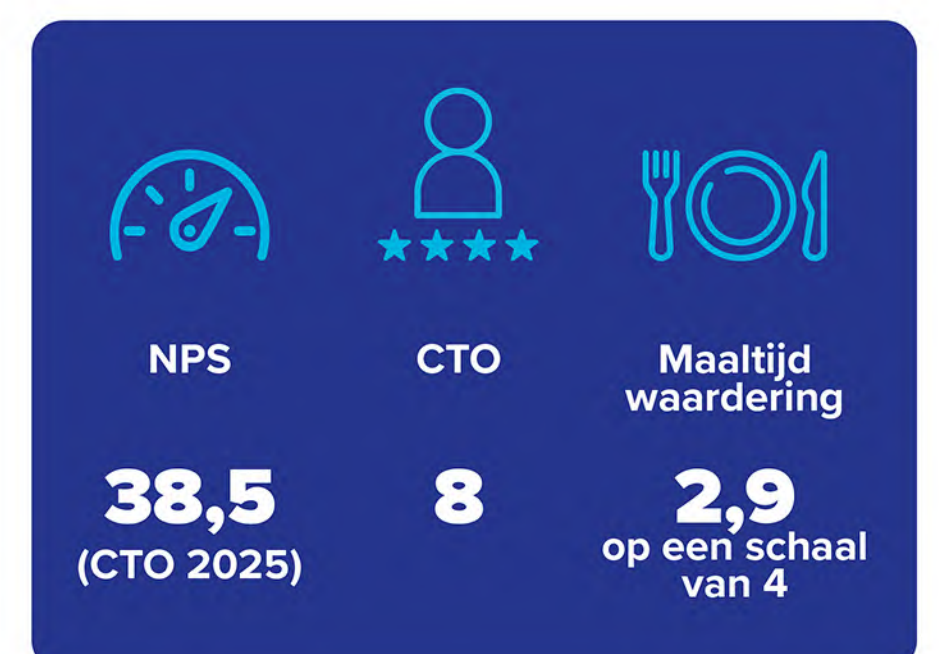 NPS
38,5
(CTO 2025)
CTO
8
Maaltijd
waardering
2,9
op een schaal
van 4